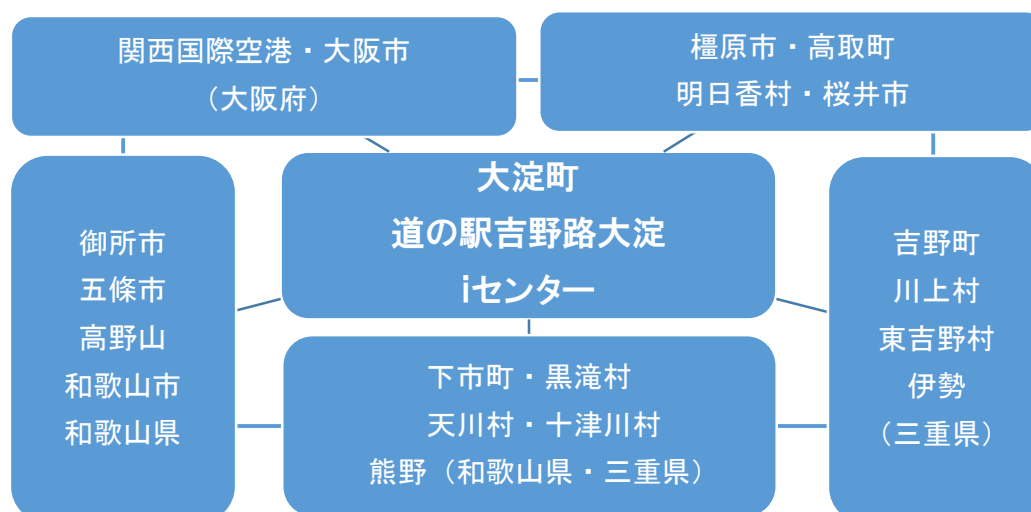 関西国際空港・大阪市
（大阪府）
橿原市・高取町
明日香村・桜井市
大淀町
道の駅吉野路大淀
iセンター
御所市
五條市
高野山
和歌山市
和歌山県
吉野町
川上村
東吉野村
伊勢
（三重県）
下市町・黒滝村
天川村・十津川村
熊野（和歌山県・三重県）